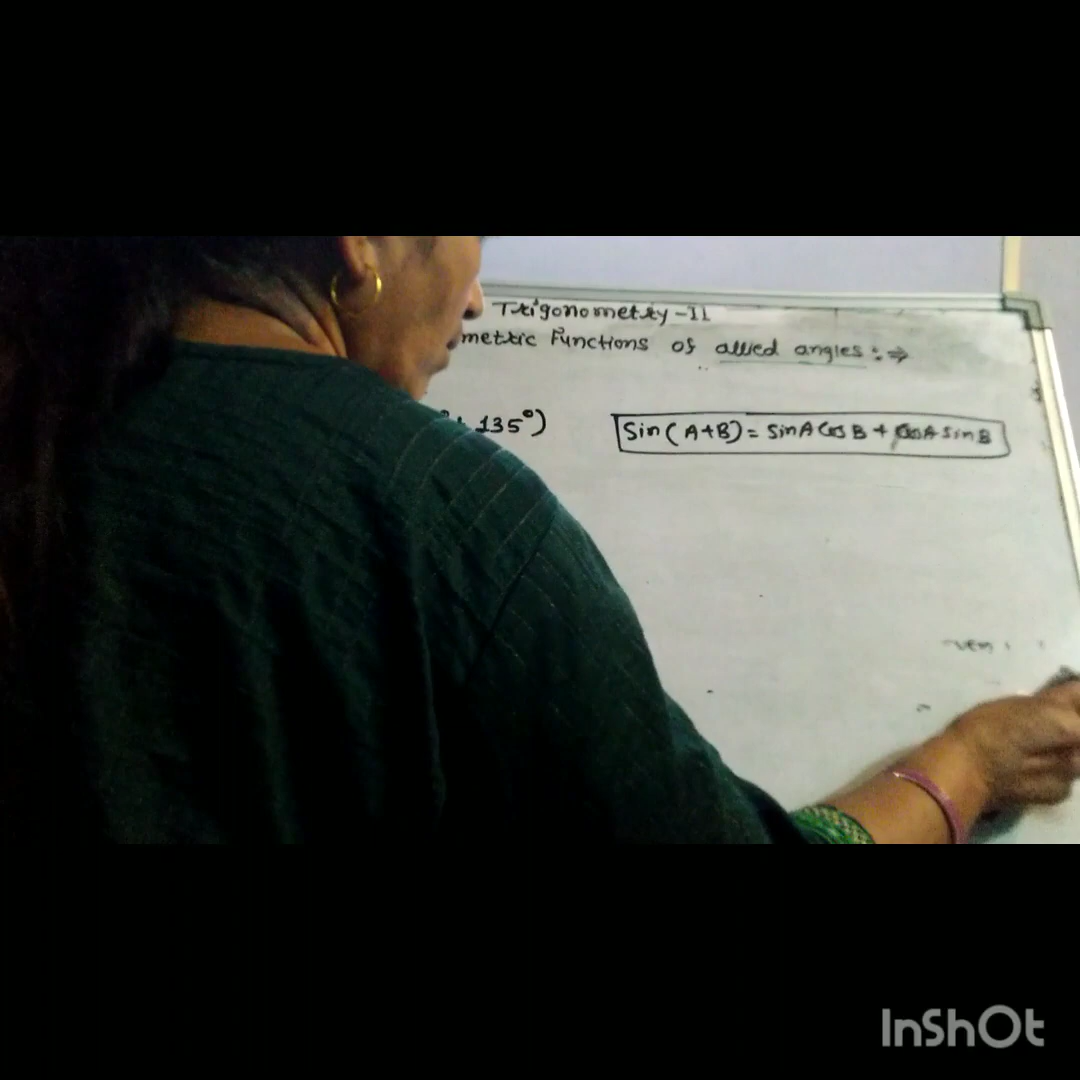 Trigonometry-II
metric Functions of allied angles :⇒
135°)
Sin(A+B) = SinA CosB + CosA SinB
InShOt